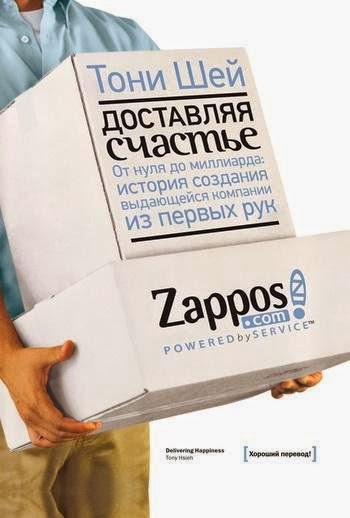 Тони Шей
ДОСТАВЛЯЯ
счастье
От нуля до миллиарда:
история создания
выдающейся компании
из первых рук
Zappos
.com
POWERED by SERVICE™
Delivering Happiness
Tony Hsieh
[ Хороший перевод! ]